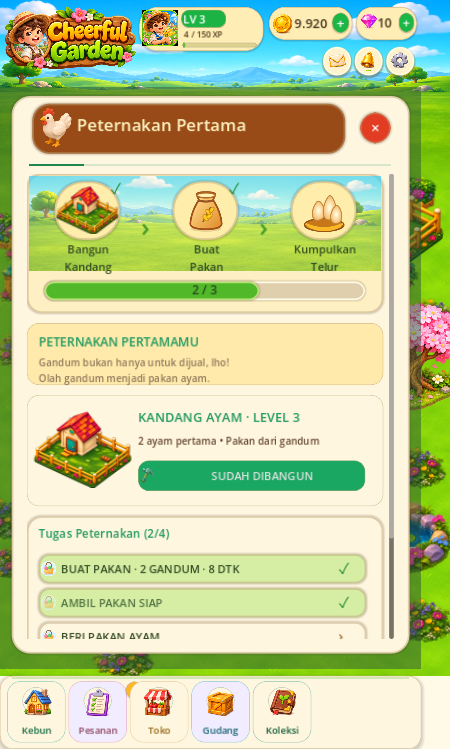 Cheerful
Garden
LV 3
4 / 150 XP
9.920
+
10
+
Peternakan Pertama
×
Bangun
Kandang
Buat
Pakan
Kumpulkan
Telur
2 / 3
PETERNAKAN PERTAMAMU
Gandum bukan hanya untuk dijual, lho!
Olah gandum menjadi pakan ayam.
KANDANG AYAM · LEVEL 3
2 ayam pertama • Pakan dari gandum
SUDAH DIBANGUN
Tugas Peternakan (2/4)
BUAT PAKAN · 2 GANDUM · 8 DTK
AMBIL PAKAN SIAP
BERI PAKAN AYAM
Kebun
Pesanan
Toko
Gudang
Koleksi